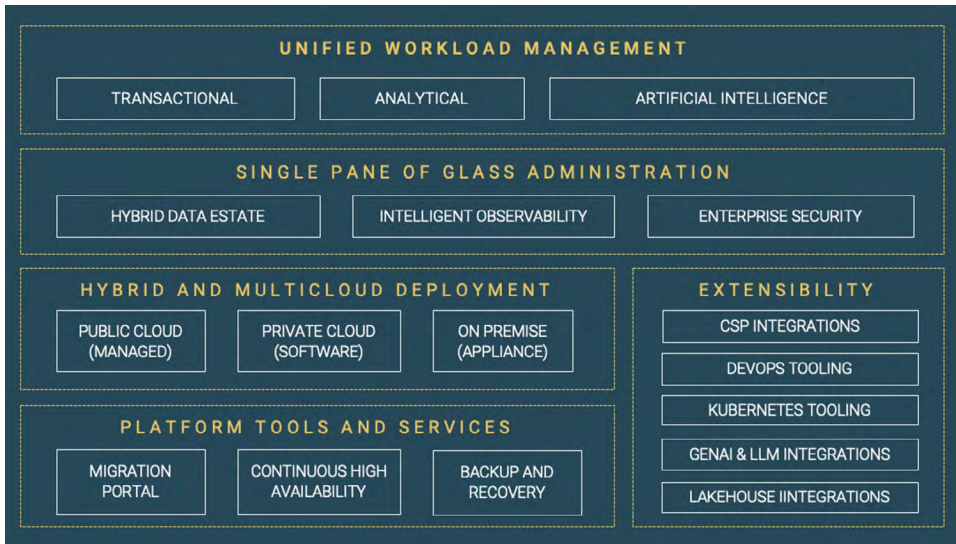 UNIFIED WORKLOAD MANAGEMENT
TRANSACTIONAL
ANALYTICAL
ARTIFICIAL INTELLIGENCE
SINGLE PANE OF GLASS ADMINISTRATION
HYBRID DATA ESTATE
INTELLIGENT OBSERVABILITY
ENTERPRISE SECURITY
HYBRID AND MULTICLOUD DEPLOYMENT
PUBLIC CLOUD
(MANAGED)
PRIVATE CLOUD
(SOFTWARE)
ON PREMISE
(APPLIANCE)
PLATFORM TOOLS AND SERVICES
MIGRATION
PORTAL
CONTINUOUS HIGH
AVAILABILITY
BACKUP AND
RECOVERY
EXTENSIBILITY
CSP INTEGRATIONS
DEVOPS TOOLING
KUBERNETES TOOLING
GENAI & LLM INTEGRATIONS
LAKEHOUSE IINTEGRATIONS